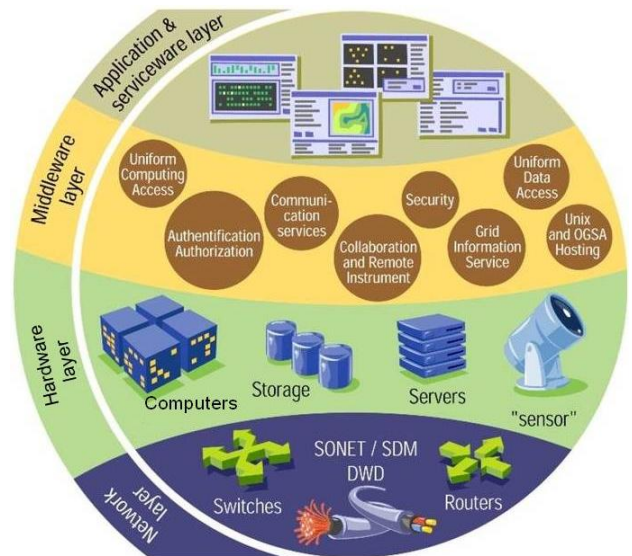 Application &
serviceware layer
Middleware
layer
Uniform
Computing
Access
Authentification
Authorization
Communi-
cation
services
Collaboration
and Remote
Instrument
Security
Grid
Information
Service
Uniform
Data
Access
Unix
and OGSA
Hosting
Hardware
layer
Computers
Storage
Servers
"sensor"
Network
layer
Switches
SONET / SDM
DWD
Routers